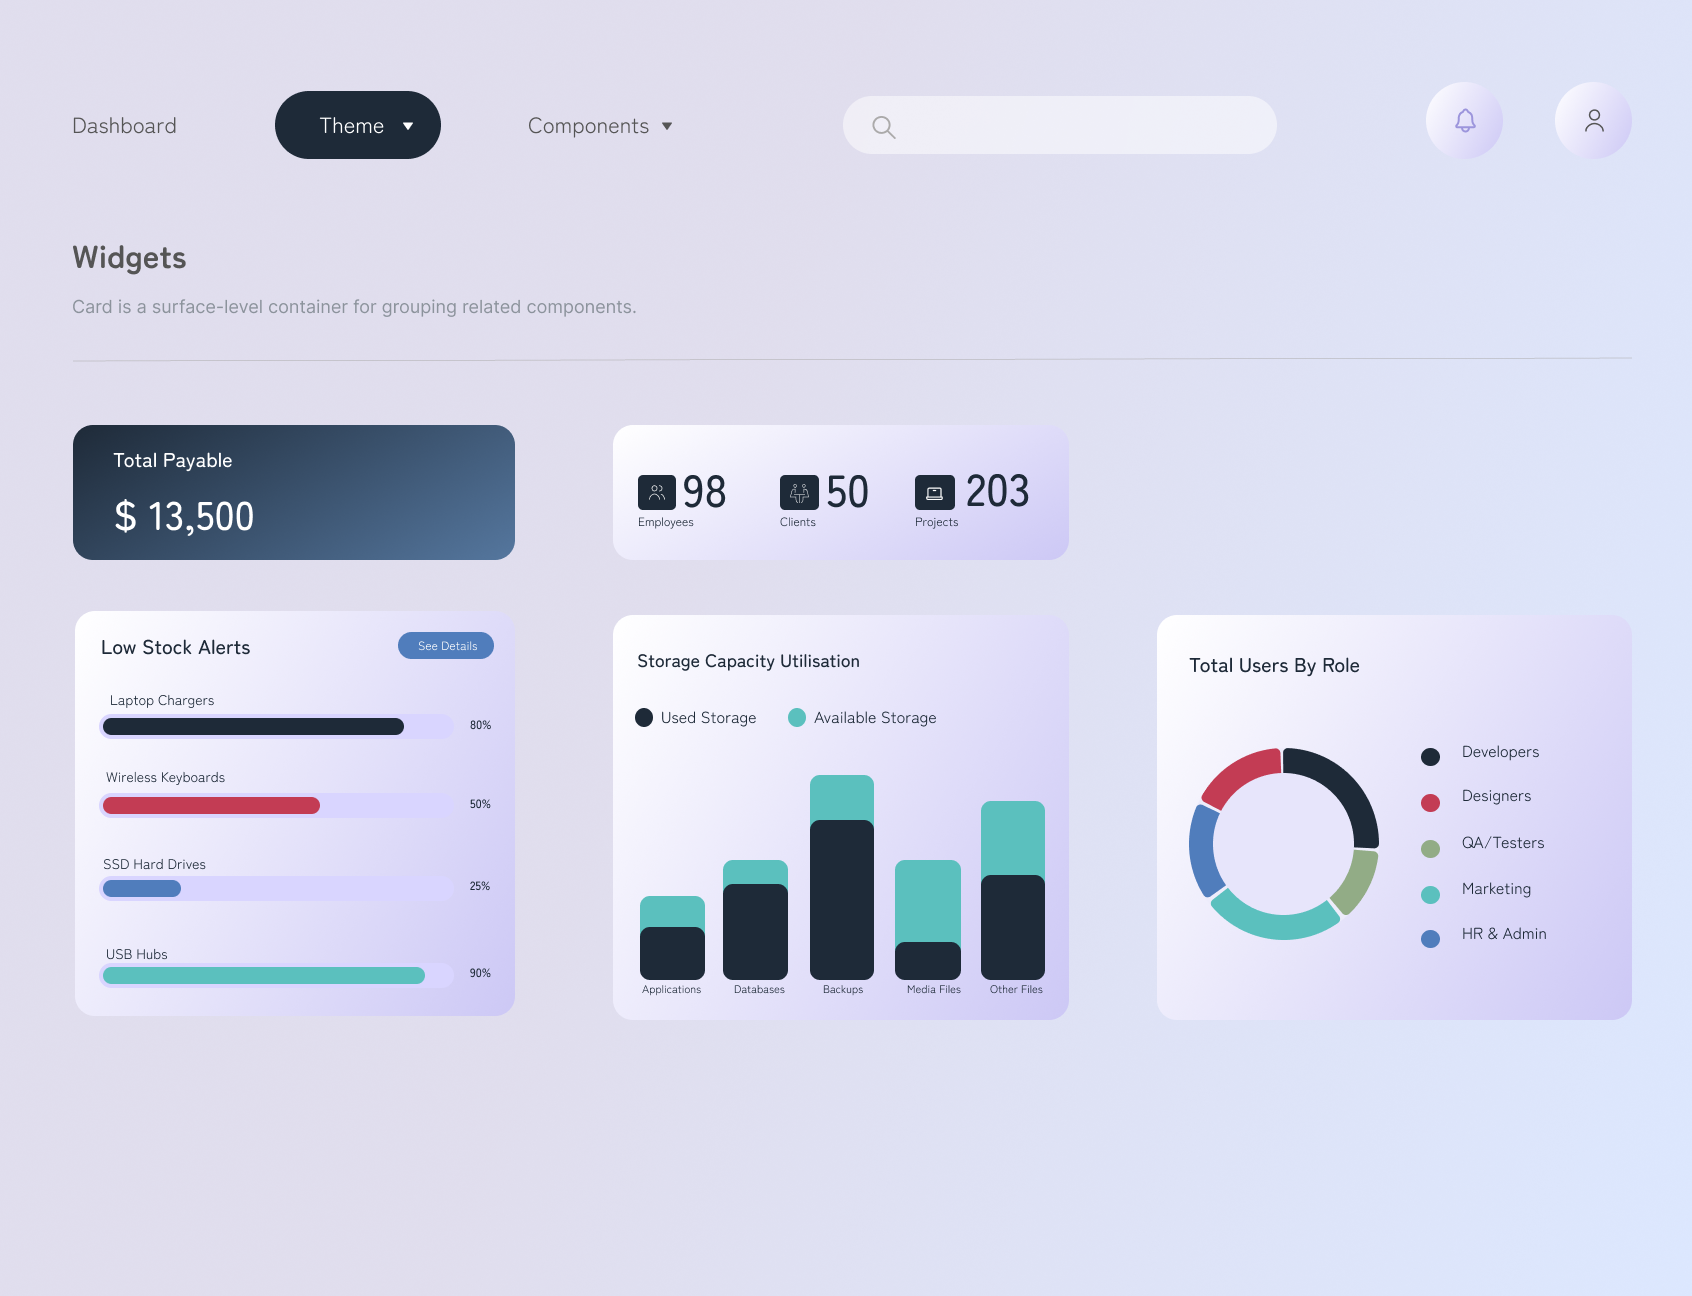 Dashboard
Theme
Components
Widgets
Card is a surface-level container for grouping related components.
Total Payable
$ 13,500
98
Employees
50
Clients
203
Projects
Low Stock Alerts
See Details
Laptop Chargers
80%
Wireless Keyboards
50%
SSD Hard Drives
25%
USB Hubs
90%
Storage Capacity Utilisation
Used Storage
Available Storage
Applications
Databases
Backups
Media Files
Other Files
Total Users By Role
Developers
Designers
QA/Testers
Marketing
HR & Admin